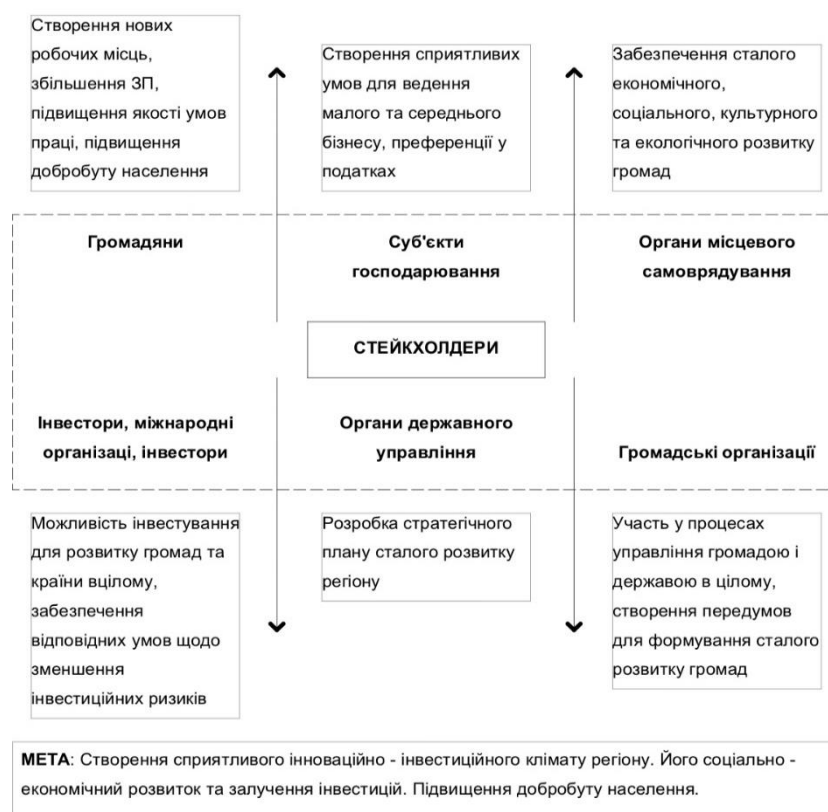 Створення нових
робочих місць,
збільшення ЗП,
підвищення якості умов
праці, підвищення
добробуту населення
Створення сприятливих
умов для ведення
малого та середнього
бізнесу, преференції у
податках
Забезпечення сталого
економічного,
соціального, культурного
та екологічного розвитку
громад
Громадяни
Суб'єкти
господарювання
Органи місцевого
самоврядування
СТЕЙКХОЛДЕРИ
Інвестори, міжнародні
організаці, інвестори
Органи державного
управління
Громадські організації
Можливість інвестування
для розвитку громад та
країни вцілому,
забезпечення
відповідних умов щодо
зменшення
інвестиційних ризиків
Розробка стратегічного
плану сталого розвитку
регіону
Участь у процесах
управління громадою і
державою в цілому,
створення передумов
для формування сталого
розвитку громад
МЕТА: Створення сприятливого інноваційно - інвестиційного клімату регіону. Його соціально -
економічний розвиток та залучення інвестицій. Підвищення добробуту населення.